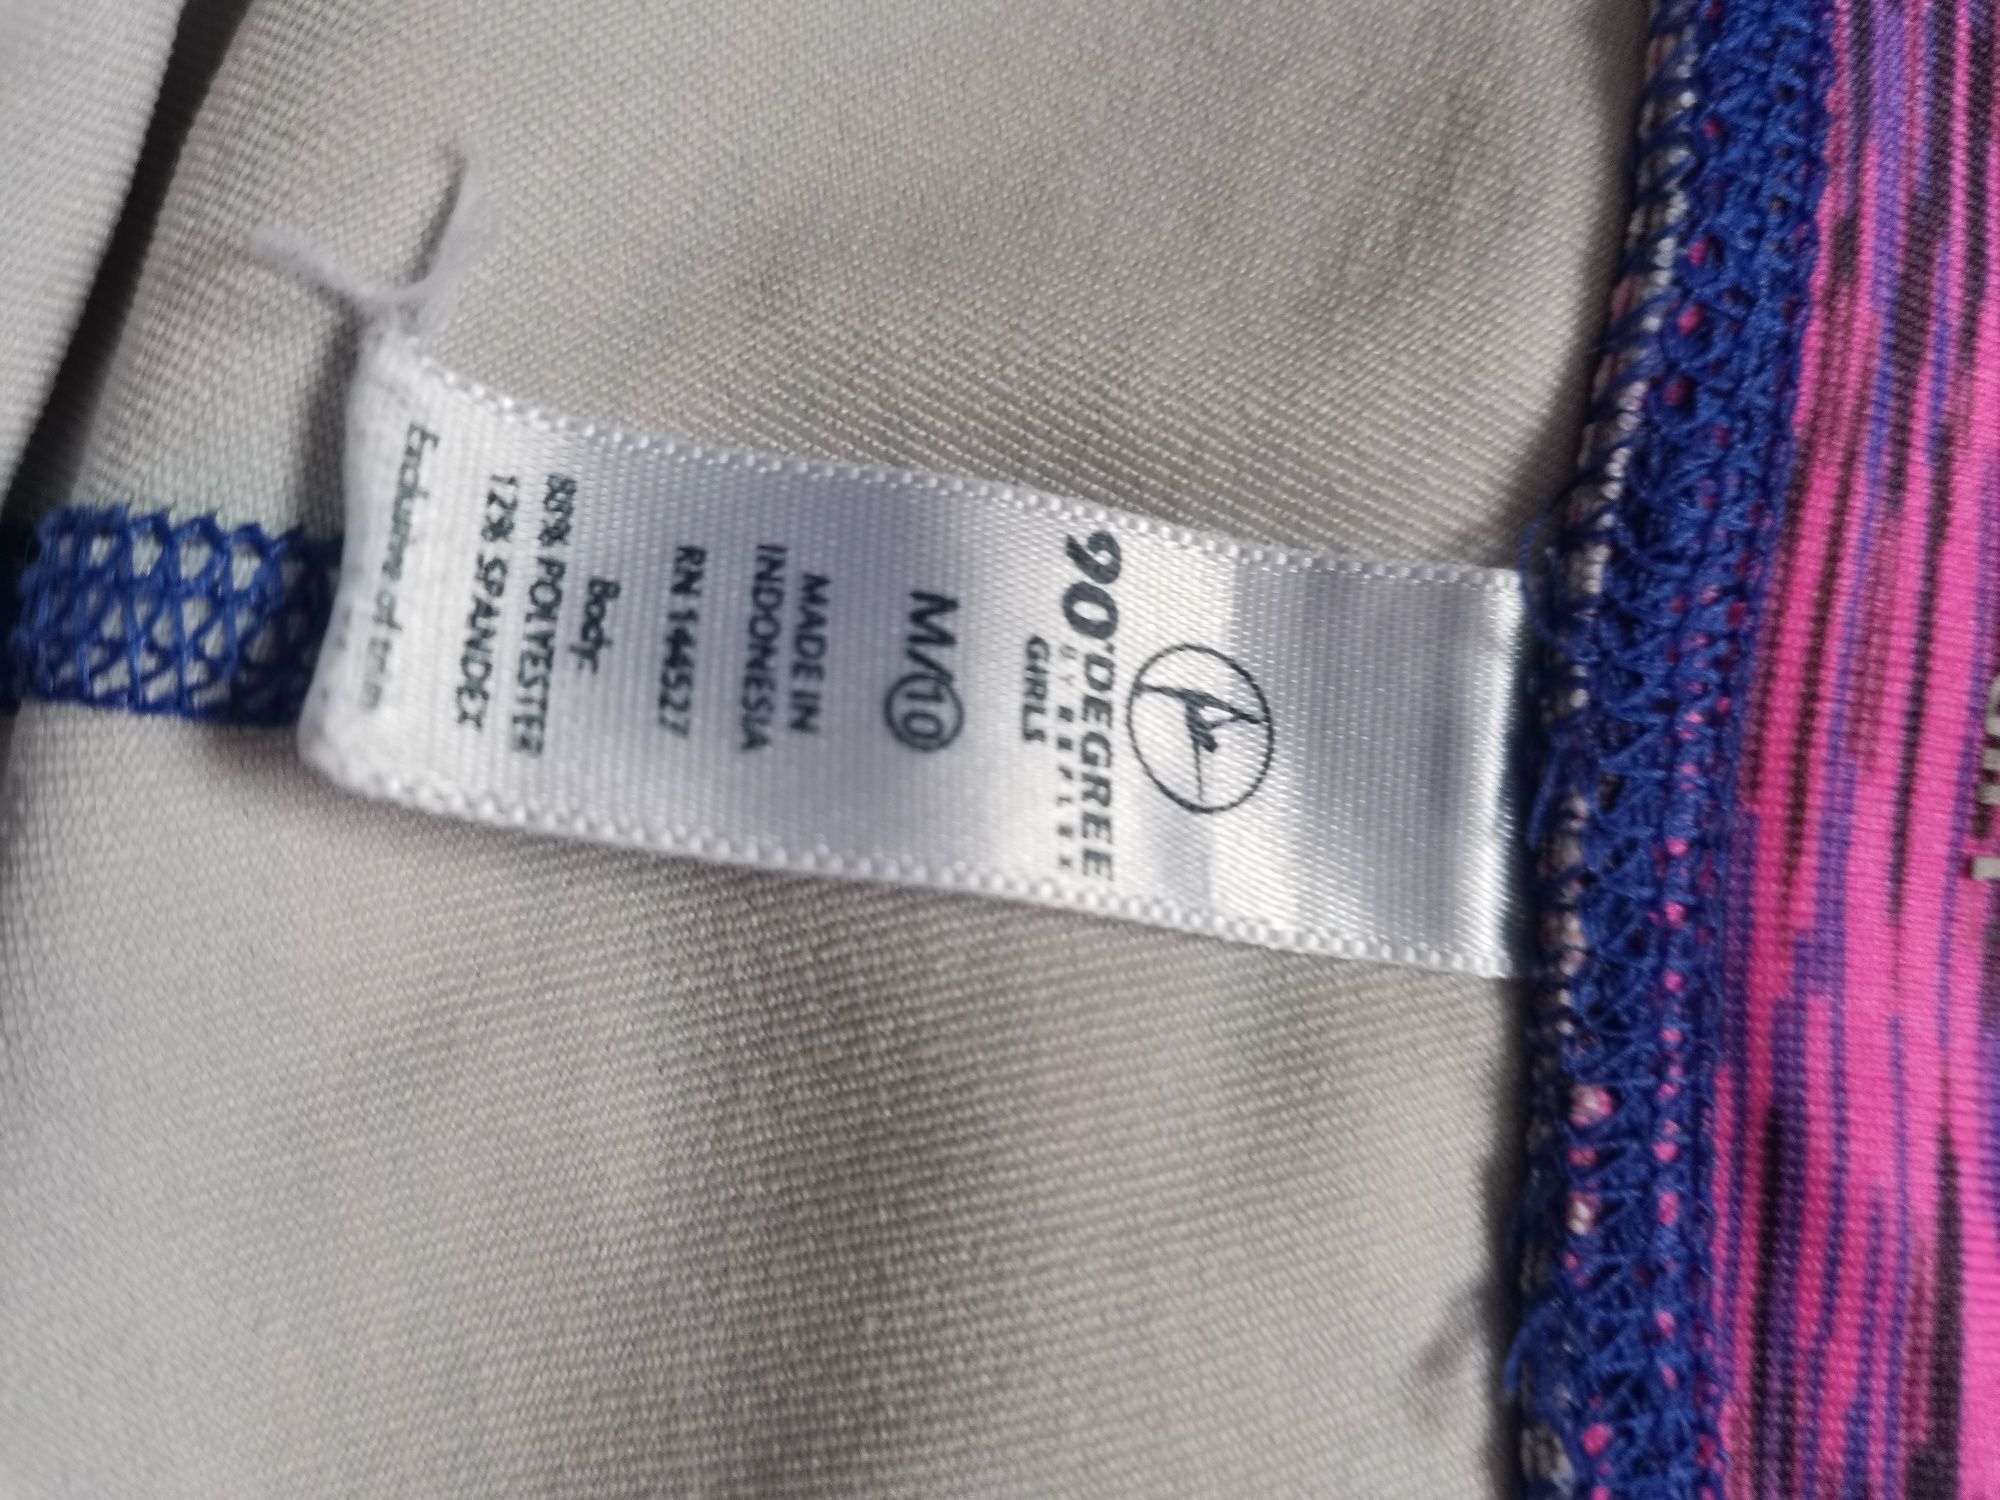 90°DEGREE
BY REFLEX
GIRLS
M/10
MADE IN
INDONESIA
RN 144527
Body:
88% POLYESTER
12% SPANDEX
Exclusive of trim